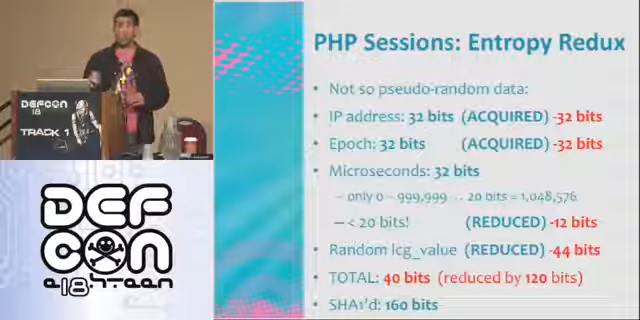 PHP Sessions: Entropy Redux
• Not so pseudo-random data:
• IP address: 32 bits (ACQUIRED) -32 bits
• Epoch: 32 bits (ACQUIRED) -32 bits
• Microseconds: 32 bits
– only 0 – 999,999 … 20 bits = 1,048,576
– < 20 bits! (REDUCED) -12 bits
• Random lcg_value (REDUCED) -44 bits
• TOTAL: 40 bits (reduced by 120 bits)
• SHA1'd: 160 bits
DEFCON
18
TRACK 1
DEF
CON
e18hteen